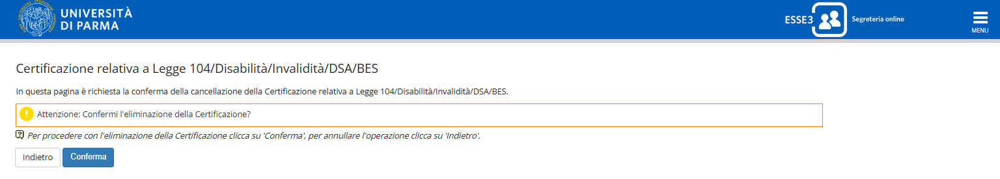 UNIVERSITÀ
DI PARMA
ESSE3
Segreteria online
MENU
Certificazione relativa a Legge 104/Disabilità/Invalidità/DSA/BES
In questa pagina è richiesta la conferma della cancellazione della Certificazione relativa a Legge 104/Disabilità/Invalidità/DSA/BES.
Attenzione: Confermi l'eliminazione della Certificazione?
Per procedere con l'eliminazione della Certificazione clicca su 'Conferma', per annullare l'operazione clicca su 'Indietro'.
Indietro
Conferma